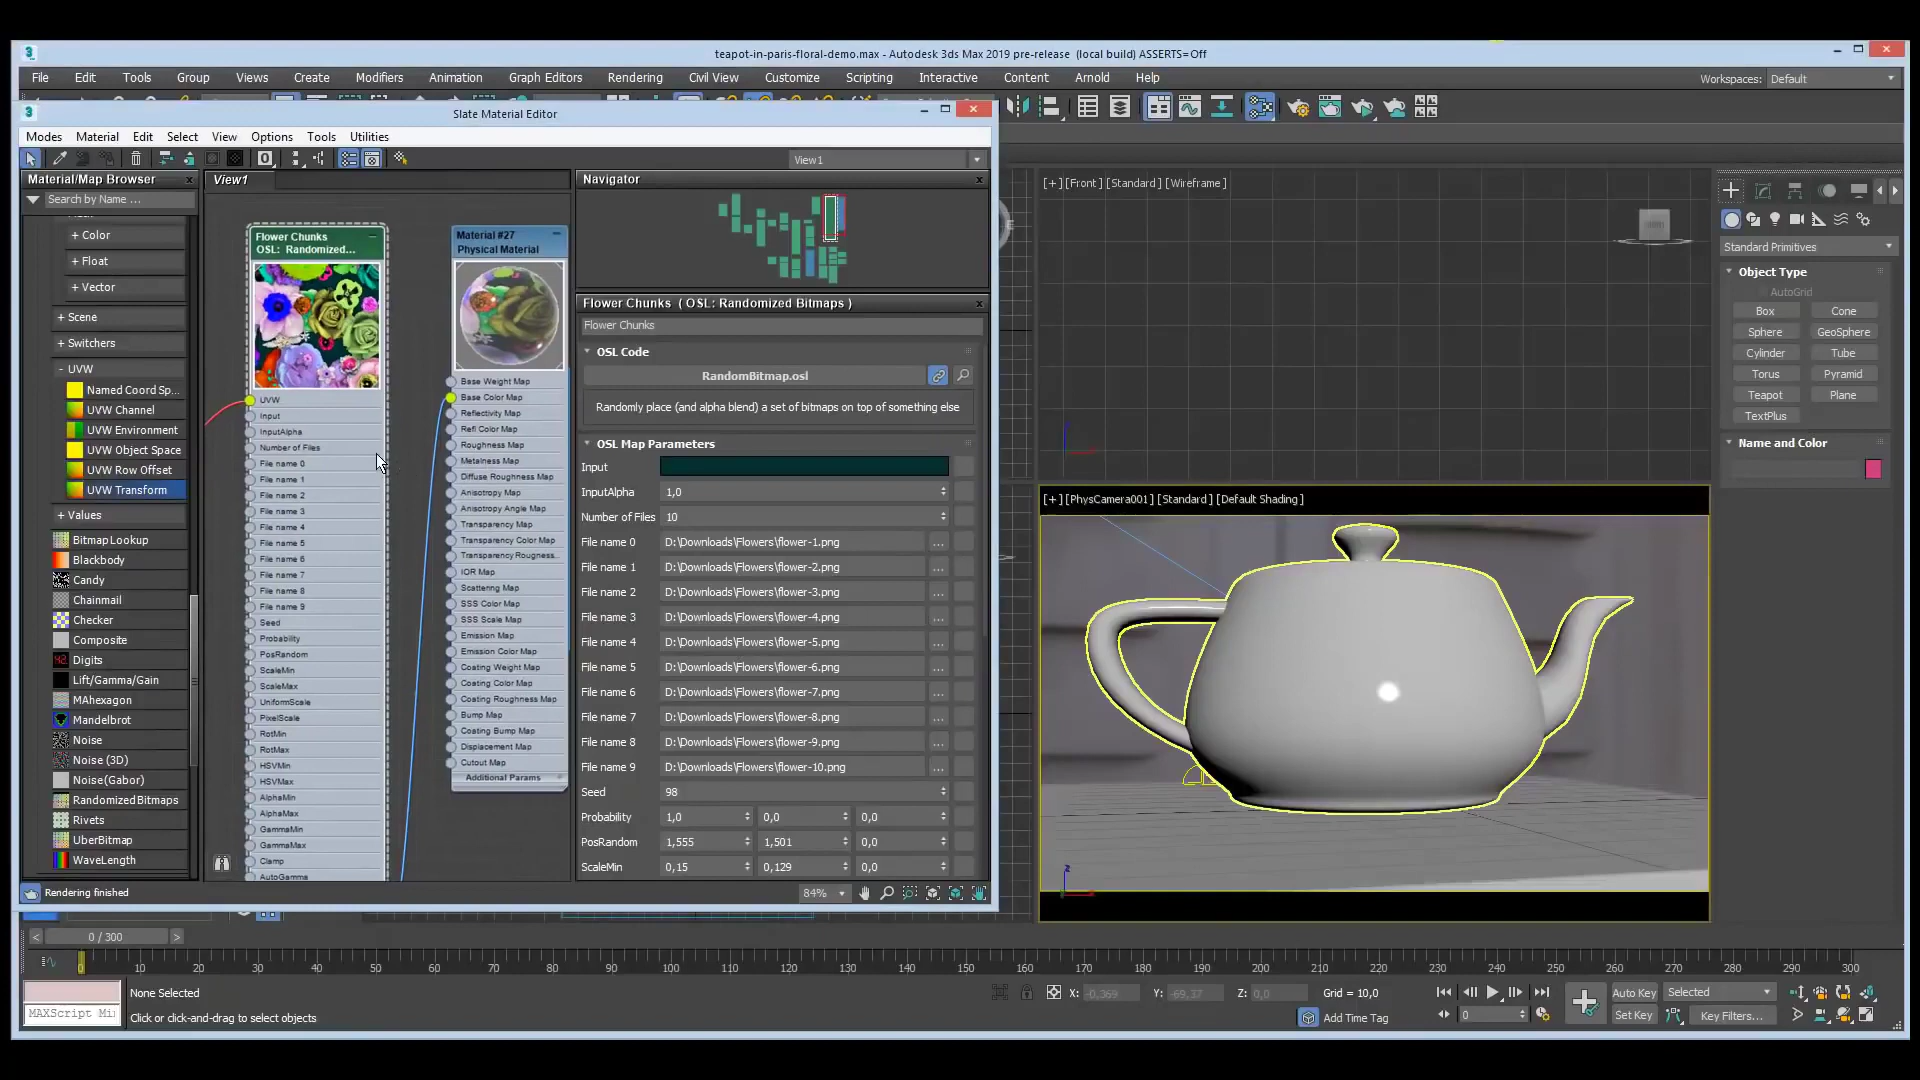 teapot-in-paris-floral-demo.max - Autodesk 3ds Max 2019 pre-release (local build) ASSERTS=Off
File Edit Tools Group Views Create Modifiers Animation Graph Editors Rendering Civil View Customize Scripting Interactive Content Arnold Help
Workspaces: Default
Slate Material Editor
Modes Material Edit Select View Options Tools Utilities
View1
Material/Map Browser
Search by Name ...
+ Color
+ Float
+ Vector
+ Scene
+ Switchers
- UVW
Named Coord Sp...
UVW Channel
UVW Environment
UVW Object Space
UVW Row Offset
UVW Transform
+ Values
BitmapLookup
Blackbody
Candy
Chainmail
Checker
Composite
Digits
Lift/Gamma/Gain
MAhexagon
Mandelbrot
Noise
Noise (3D)
Noise(Gabor)
RandomizedBitmaps
Rivets
UberBitmap
WaveLength
View1
Flower Chunks
OSL: Randomized...
UVW
Input
InputAlpha
Number of Files
File name 0
File name 1
File name 2
File name 3
File name 4
File name 5
File name 6
File name 7
File name 8
File name 9
Seed
Probability
PosRandom
ScaleMin
ScaleMax
UniformScale
PixelScale
RotMin
RotMax
HSVMin
HSVMax
AlphaMin
AlphaMax
GammaMin
GammaMax
Clamp
AutoGamma
Material #27
Physical Material
Base Weight Map
Base Color Map
Reflectivity Map
Refl Color Map
Roughness Map
Metalness Map
Diffuse Roughness Map
Anisotropy Map
Anisotropy Angle Map
Transparency Map
Transparency Color Map
Transparency Roughness...
IOR Map
Scattering Map
SSS Color Map
SSS Scale Map
Emission Map
Emission Color Map
Coating Weight Map
Coating Color Map
Coating Roughness Map
Bump Map
Coating Bump Map
Displacement Map
Cutout Map
Additional Params
Navigator
Flower Chunks ( OSL: Randomized Bitmaps )
Flower Chunks
OSL Code
RandomBitmap.osl
Randomly place (and alpha blend) a set of bitmaps on top of something else
OSL Map Parameters
Input
InputAlpha 1,0
Number of Files 10
File name 0 D:\Downloads\Flowers\flower-1.png ...
File name 1 D:\Downloads\Flowers\flower-2.png ...
File name 2 D:\Downloads\Flowers\flower-3.png ...
File name 3 D:\Downloads\Flowers\flower-4.png ...
File name 4 D:\Downloads\Flowers\flower-5.png ...
File name 5 D:\Downloads\Flowers\flower-6.png ...
File name 6 D:\Downloads\Flowers\flower-7.png ...
File name 7 D:\Downloads\Flowers\flower-8.png ...
File name 8 D:\Downloads\Flowers\flower-9.png ...
File name 9 D:\Downloads\Flowers\flower-10.png ...
Seed 98
Probability 1,0 0,0 0,0
PosRandom 1,555 1,501 0,0
ScaleMin 0,15 0,129 0,0
Rendering finished
84%
[+] [Front] [Standard] [Wireframe]
[+] [PhysCamera001] [Standard] [Default Shading]
Standard Primitives
Object Type
AutoGrid
Box Cone
Sphere GeoSphere
Cylinder Tube
Torus Pyramid
Teapot Plane
TextPlus
Name and Color
< 0 / 300 >
0 10 20 30 40 50 60 70 80 90 100 110 120 130 140 150 160 170 180 190 200 210 220 230 240 250 260 270 280 290 300
None Selected
X: -0,369 Y: -69,37 Z: 0,0 Grid = 10,0
Auto Key Selected
MAXScript Mi
Click or click-and-drag to select objects
Add Time Tag
0
Set Key Key Filters...